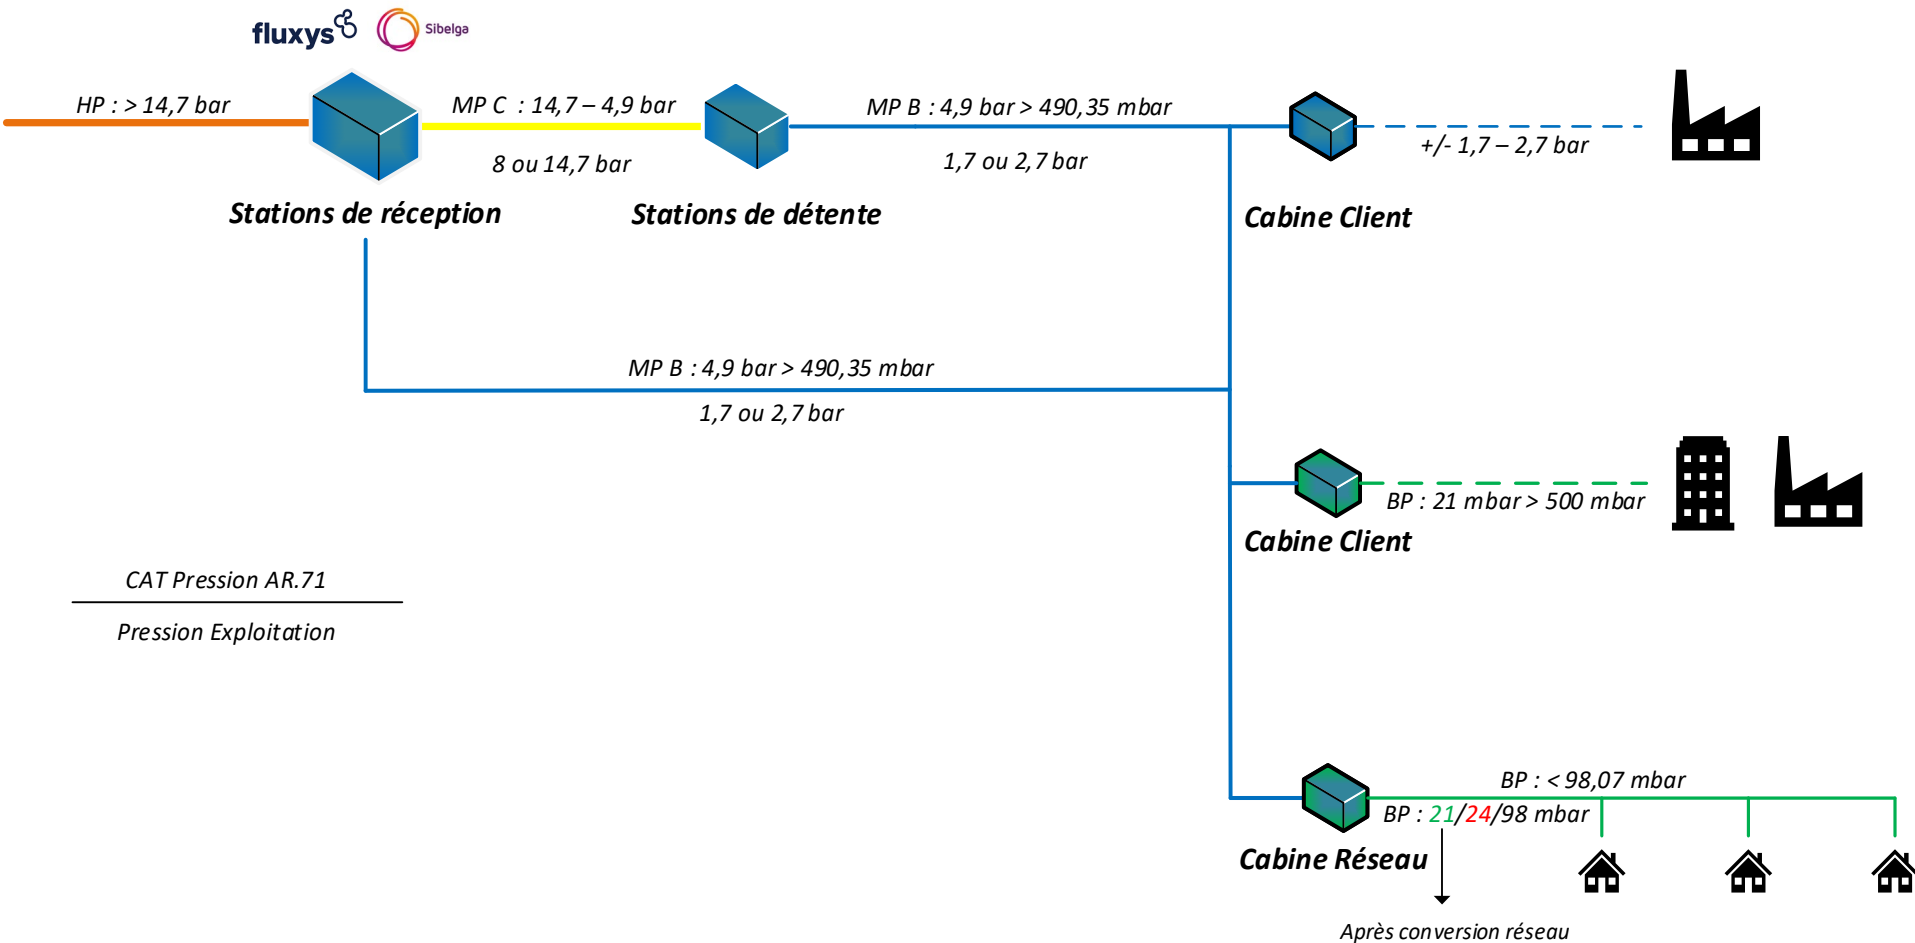 fluxys
Sibelga
HP : > 14,7 bar
MP C : 14,7 – 4,9 bar
MP B : 4,9 bar > 490,35 mbar
8 ou 14,7 bar
1,7 ou 2,7 bar
+/- 1,7 – 2,7 bar
Stations de réception
Stations de détente
Cabine Client
MP B : 4,9 bar > 490,35 mbar
1,7 ou 2,7 bar
BP : 21 mbar > 500 mbar
Cabine Client
CAT Pression AR.71
Pression Exploitation
BP : < 98,07 mbar
BP : 21/24/98 mbar
Cabine Réseau
Après conversion réseau